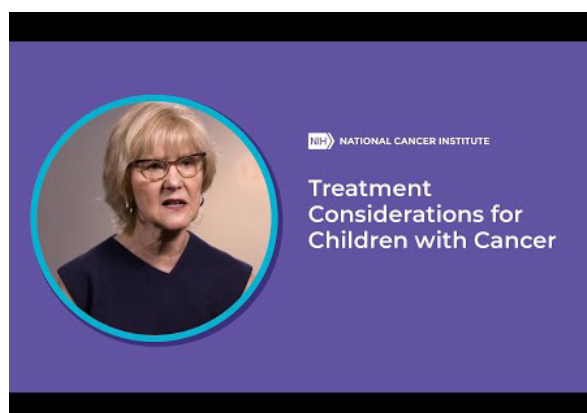 NIH NATIONAL CANCER INSTITUTE
Treatment
Considerations for
Children with Cancer